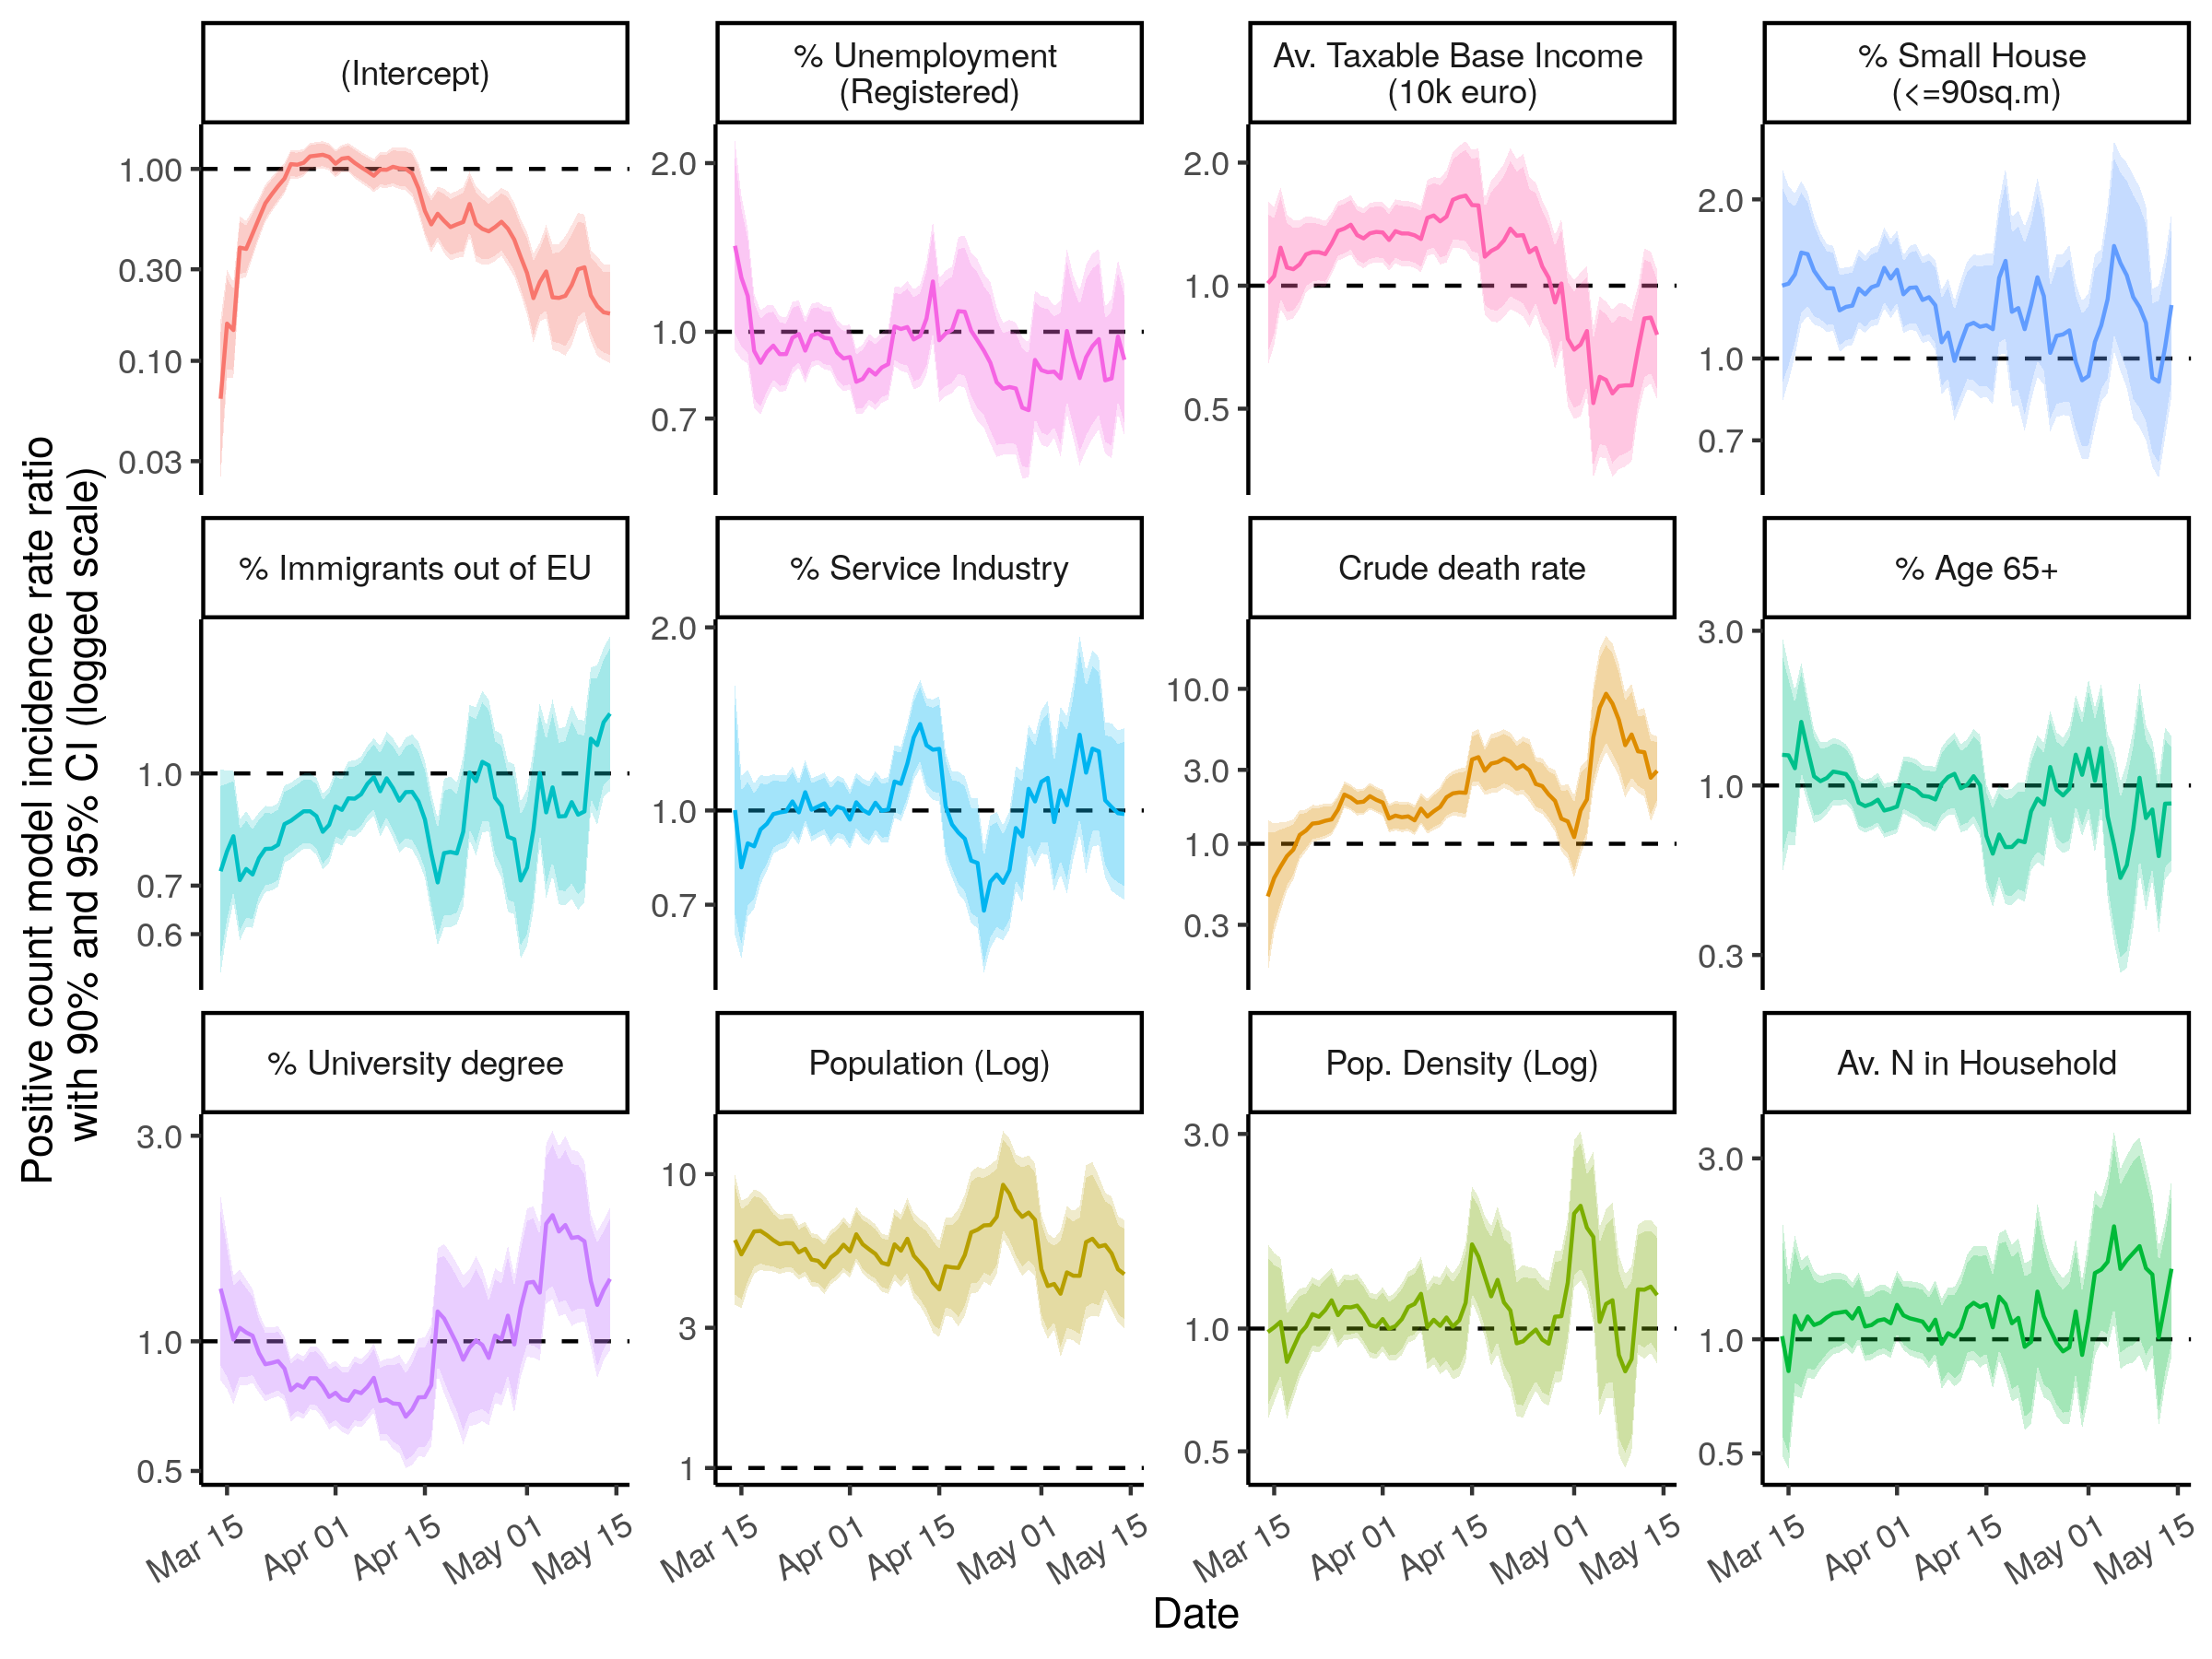 (Intercept)
% Unemployment
(Registered)
Av. Taxable Base Income
(10k euro)
% Small House
(<=90sq.m)
1.00
0.30
0.10
0.03
2.0
1.0
0.7
2.0
1.0
0.5
2.0
1.0
0.7
% Immigrants out of EU
% Service Industry
Crude death rate
% Age 65+
1.0
0.7
0.6
2.0
1.0
0.7
10.0
3.0
1.0
0.3
3.0
1.0
0.3
% University degree
Population (Log)
Pop. Density (Log)
Av. N in Household
3.0
1.0
0.5
10
3
1
3.0
1.0
0.5
3.0
1.0
0.5
Mar 15
Apr 01
Apr 15
May 01
May 15
Mar 15
Apr 01
Apr 15
May 01
May 15
Mar 15
Apr 01
Apr 15
May 01
May 15
Mar 15
Apr 01
Apr 15
May 01
May 15
Date
Positive count model incidence rate ratio
with 90% and 95% CI (logged scale)